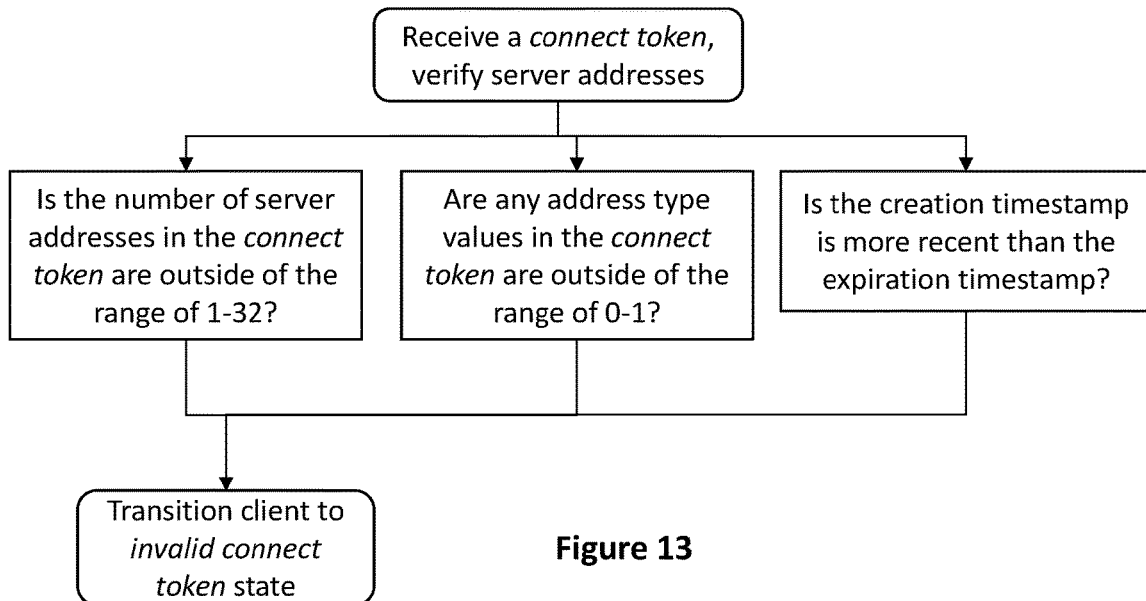 Receive a connect token,
verify server addresses
Is the number of server
addresses in the connect
token are outside of the
range of 1-32?
Are any address type
values in the connect
token are outside of the
range of 0-1?
Is the creation timestamp
is more recent than the
expiration timestamp?
Transition client to
invalid connect
token state
Figure 13